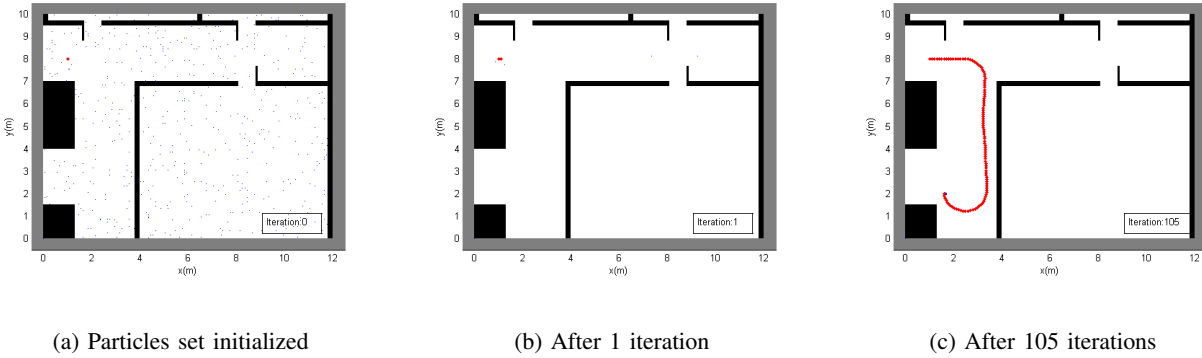 10
9
8
7
6
5
4
3
2
1
0
y(m)
0 2 4 6 8 10 12
x(m)
Iteration:0
10
9
8
7
6
5
4
3
2
1
0
y(m)
0 2 4 6 8 10 12
x(m)
Iteration:1
10
9
8
7
6
5
4
3
2
1
0
y(m)
0 2 4 6 8 10 12
x(m)
Iteration:105
(a) Particles set initialized
(b) After 1 iteration
(c) After 105 iterations